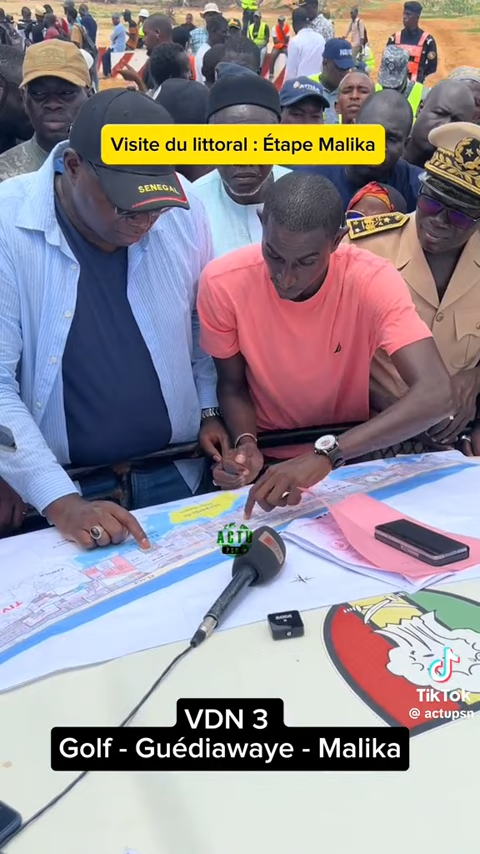 SENEGAL
Visite du littoral : Étape Malika
ACTU
TikTok
@ actupsn
VDN 3
Golf - Guédiawaye - Malika